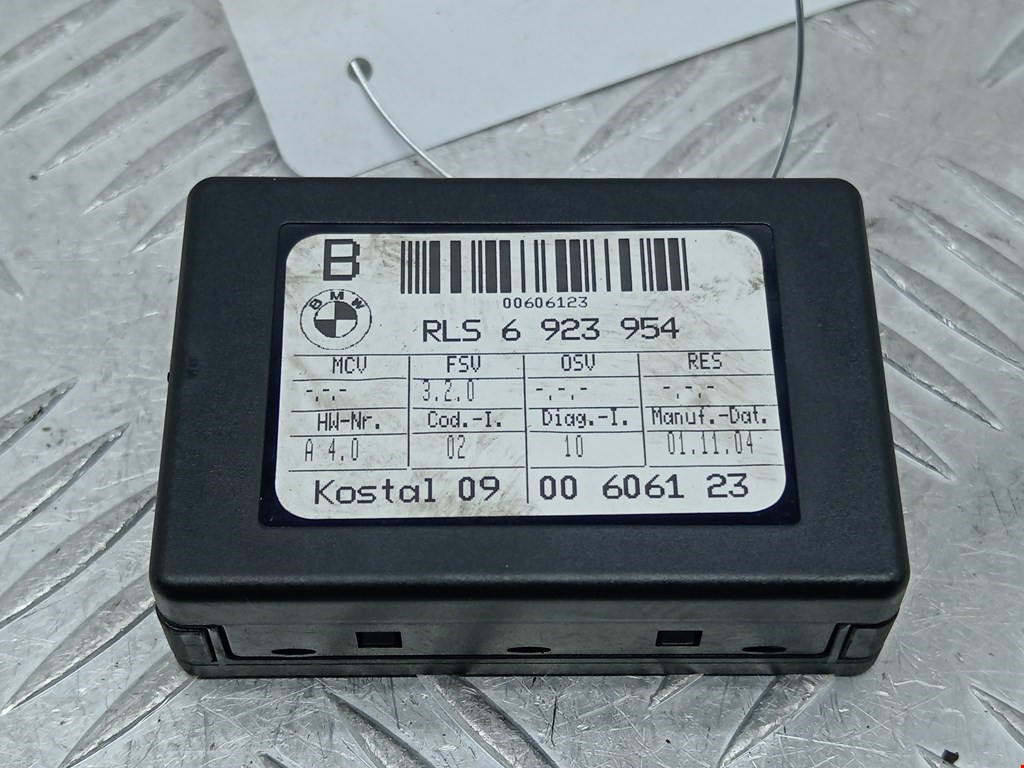 B
00606123
BMW
RLS 6 923 954
MCV FSV OSV RES
-.-.- 3.2.0 -.-.- -.-.-
HW-Nr. Cod.-I. Diag.-I. Manuf.-Dat.
A 4.0 02 10 01.11.04
Kostal 09 00 6061 23